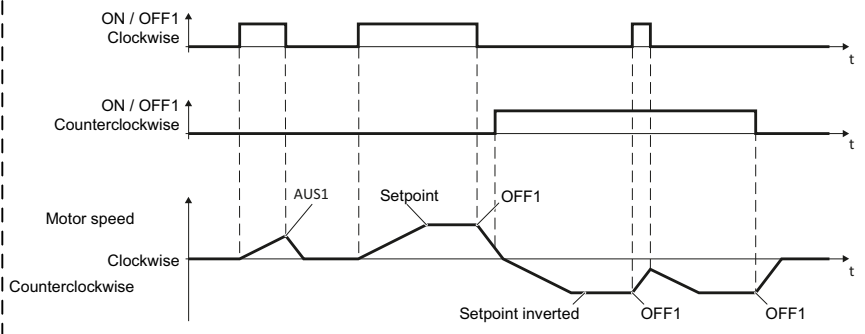 ON / OFF1
Clockwise
t
ON / OFF1
Counterclockwise
t
AUS1
Setpoint
OFF1
Motor speed
Clockwise
t
Counterclockwise
Setpoint inverted
OFF1
OFF1